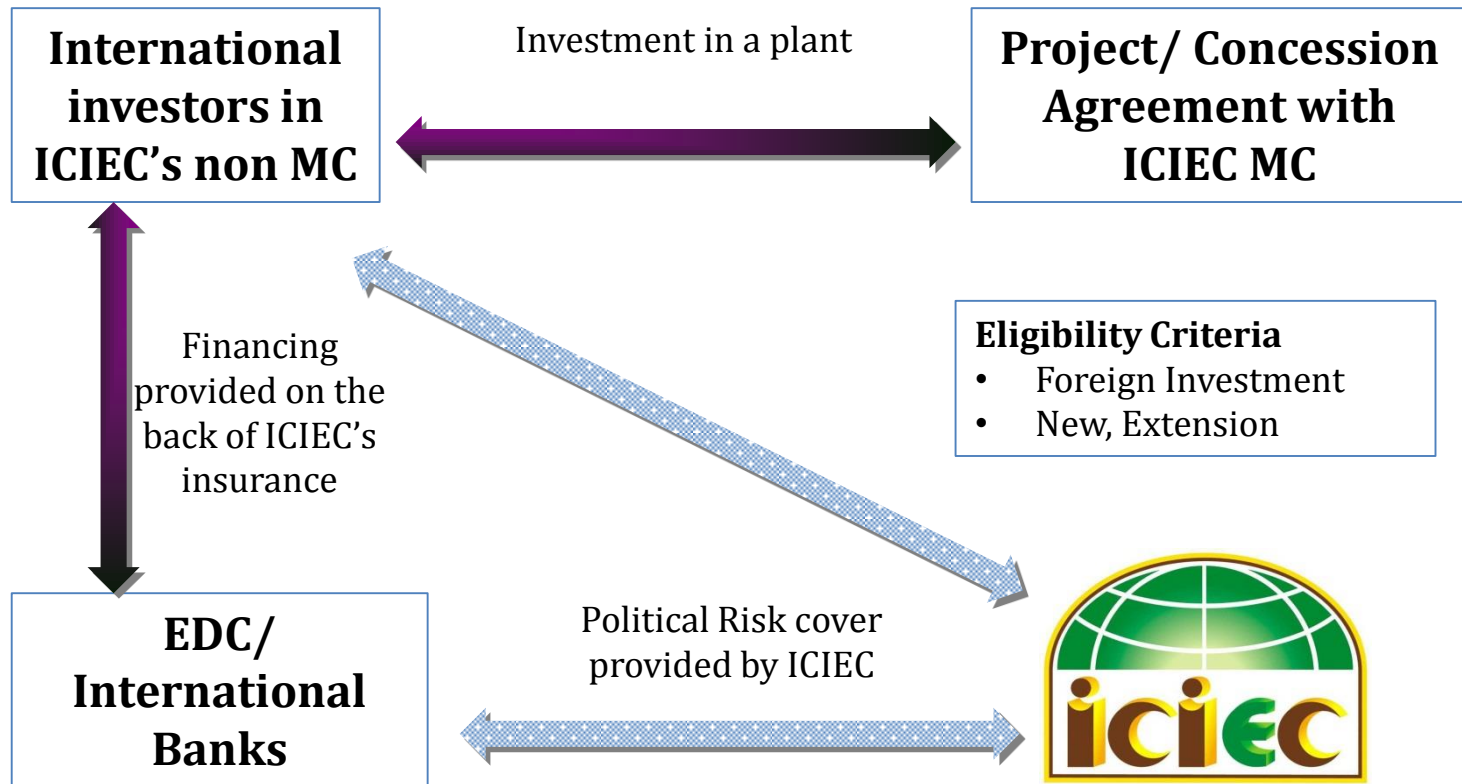 International
investors in
ICIEC’s non MC
Investment in a plant
Project/ Concession
Agreement with
ICIEC MC
Financing
provided on the
back of ICIEC’s
insurance
Eligibility Criteria
• Foreign Investment
• New, Extension
EDC/
International
Banks
Political Risk cover
provided by ICIEC
iciec